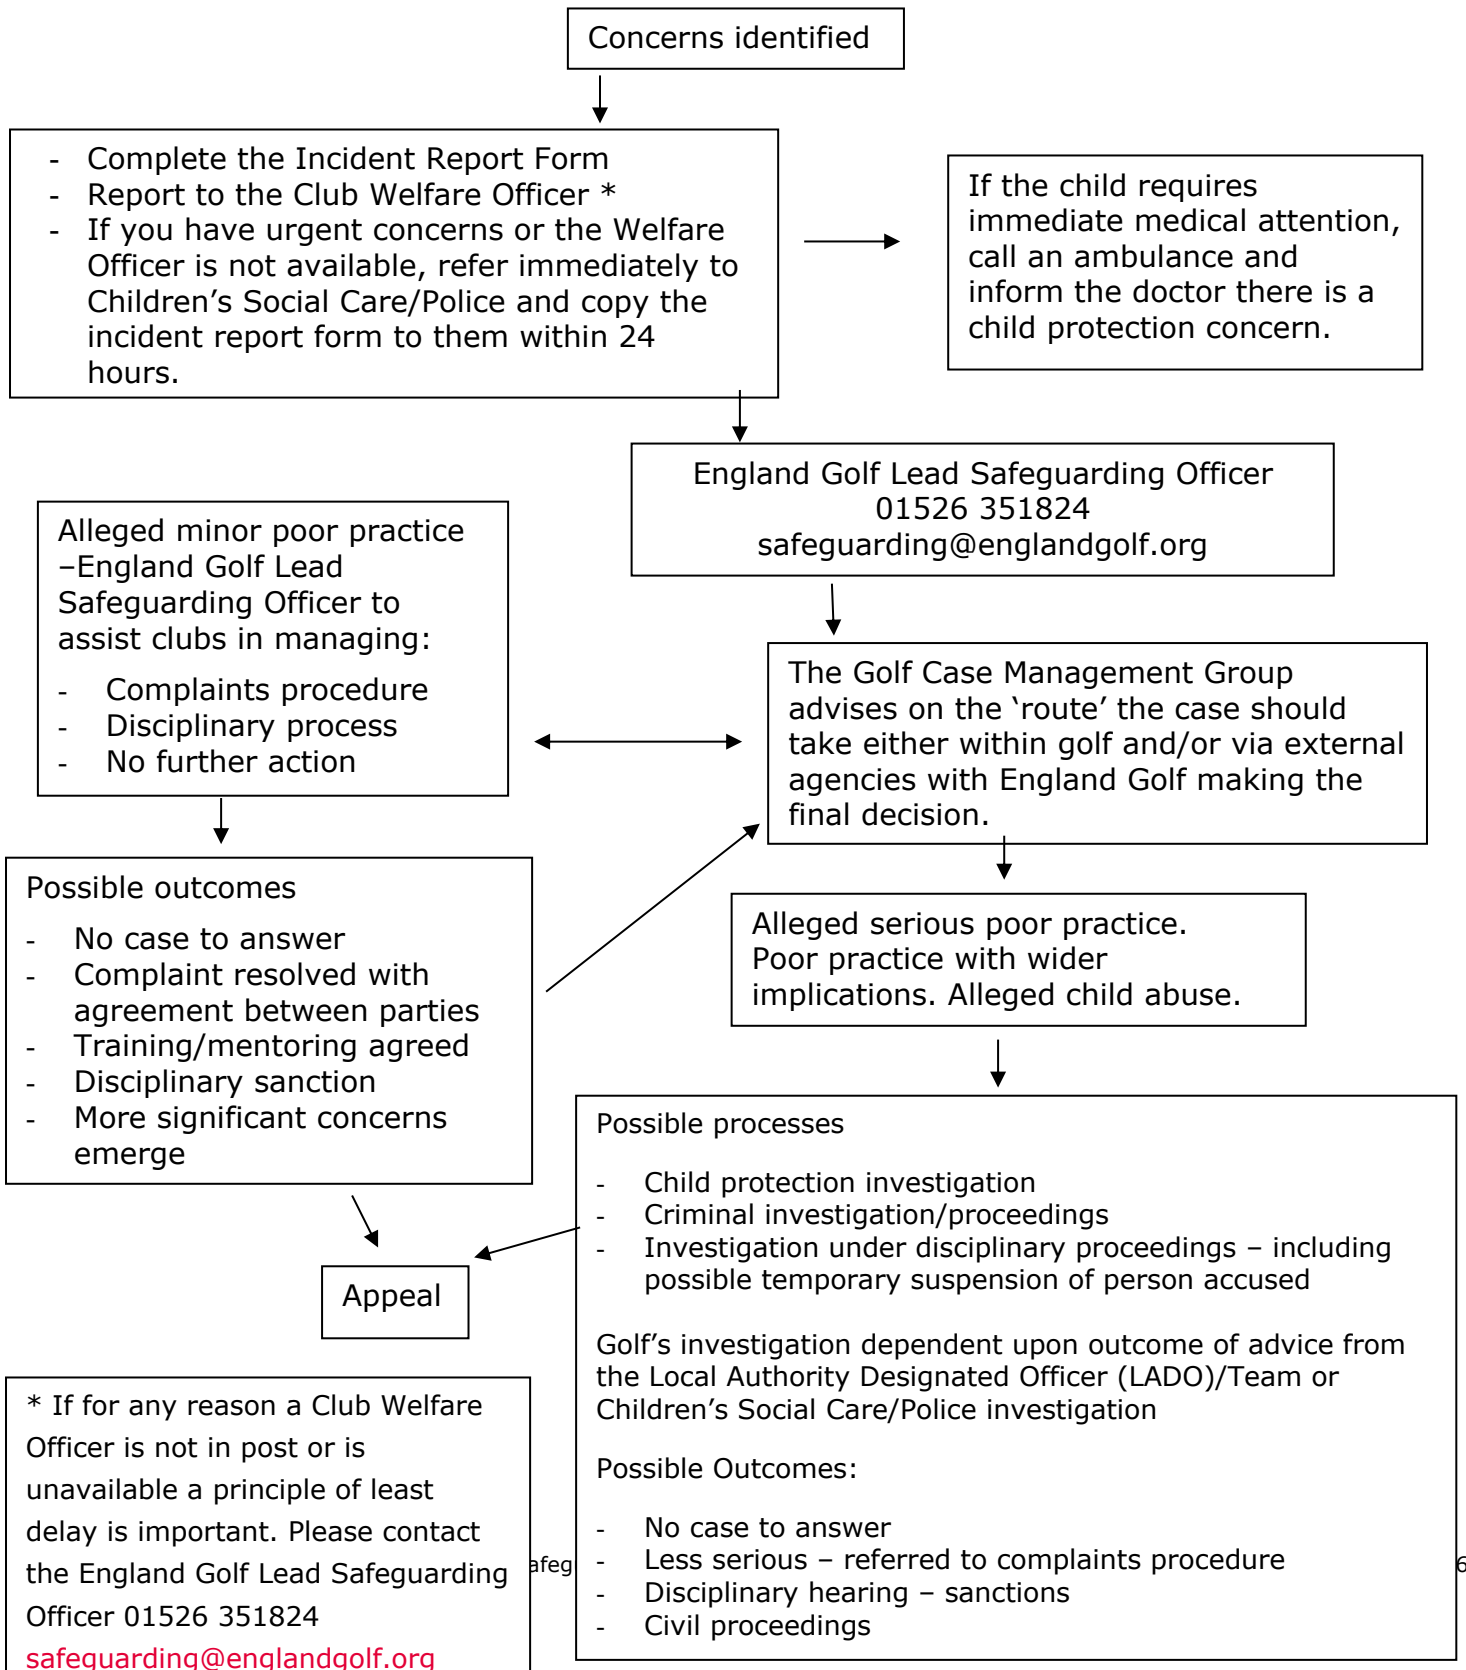 Concerns identified
- Complete the Incident Report Form
- Report to the Club Welfare Officer *
- If you have urgent concerns or the Welfare
Officer is not available, refer immediately to
Children’s Social Care/Police and copy the
incident report form to them within 24
hours.
If the child requires
immediate medical attention,
call an ambulance and
inform the doctor there is a
child protection concern.
England Golf Lead Safeguarding Officer
01526 351824
safeguarding@englandgolf.org
Alleged minor poor practice
–England Golf Lead
Safeguarding Officer to
assist clubs in managing:
- Complaints procedure
- Disciplinary process
- No further action
The Golf Case Management Group
advises on the ‘route’ the case should
take either within golf and/or via external
agencies with England Golf making the
final decision.
Possible outcomes
- No case to answer
- Complaint resolved with
agreement between parties
- Training/mentoring agreed
- Disciplinary sanction
- More significant concerns
emerge
Alleged serious poor practice.
Poor practice with wider
implications. Alleged child abuse.
Possible processes
- Child protection investigation
- Criminal investigation/proceedings
- Investigation under disciplinary proceedings – including
possible temporary suspension of person accused
Golf’s investigation dependent upon outcome of advice from
the Local Authority Designated Officer (LADO)/Team or
Children’s Social Care/Police investigation
Possible Outcomes:
- No case to answer
- Less serious – referred to complaints procedure
- Disciplinary hearing – sanctions
- Civil proceedings
Appeal
* If for any reason a Club Welfare
Officer is not in post or is
unavailable a principle of least
delay is important. Please contact
the England Golf Lead Safeguarding
Officer 01526 351824
safeguarding@englandgolf.org